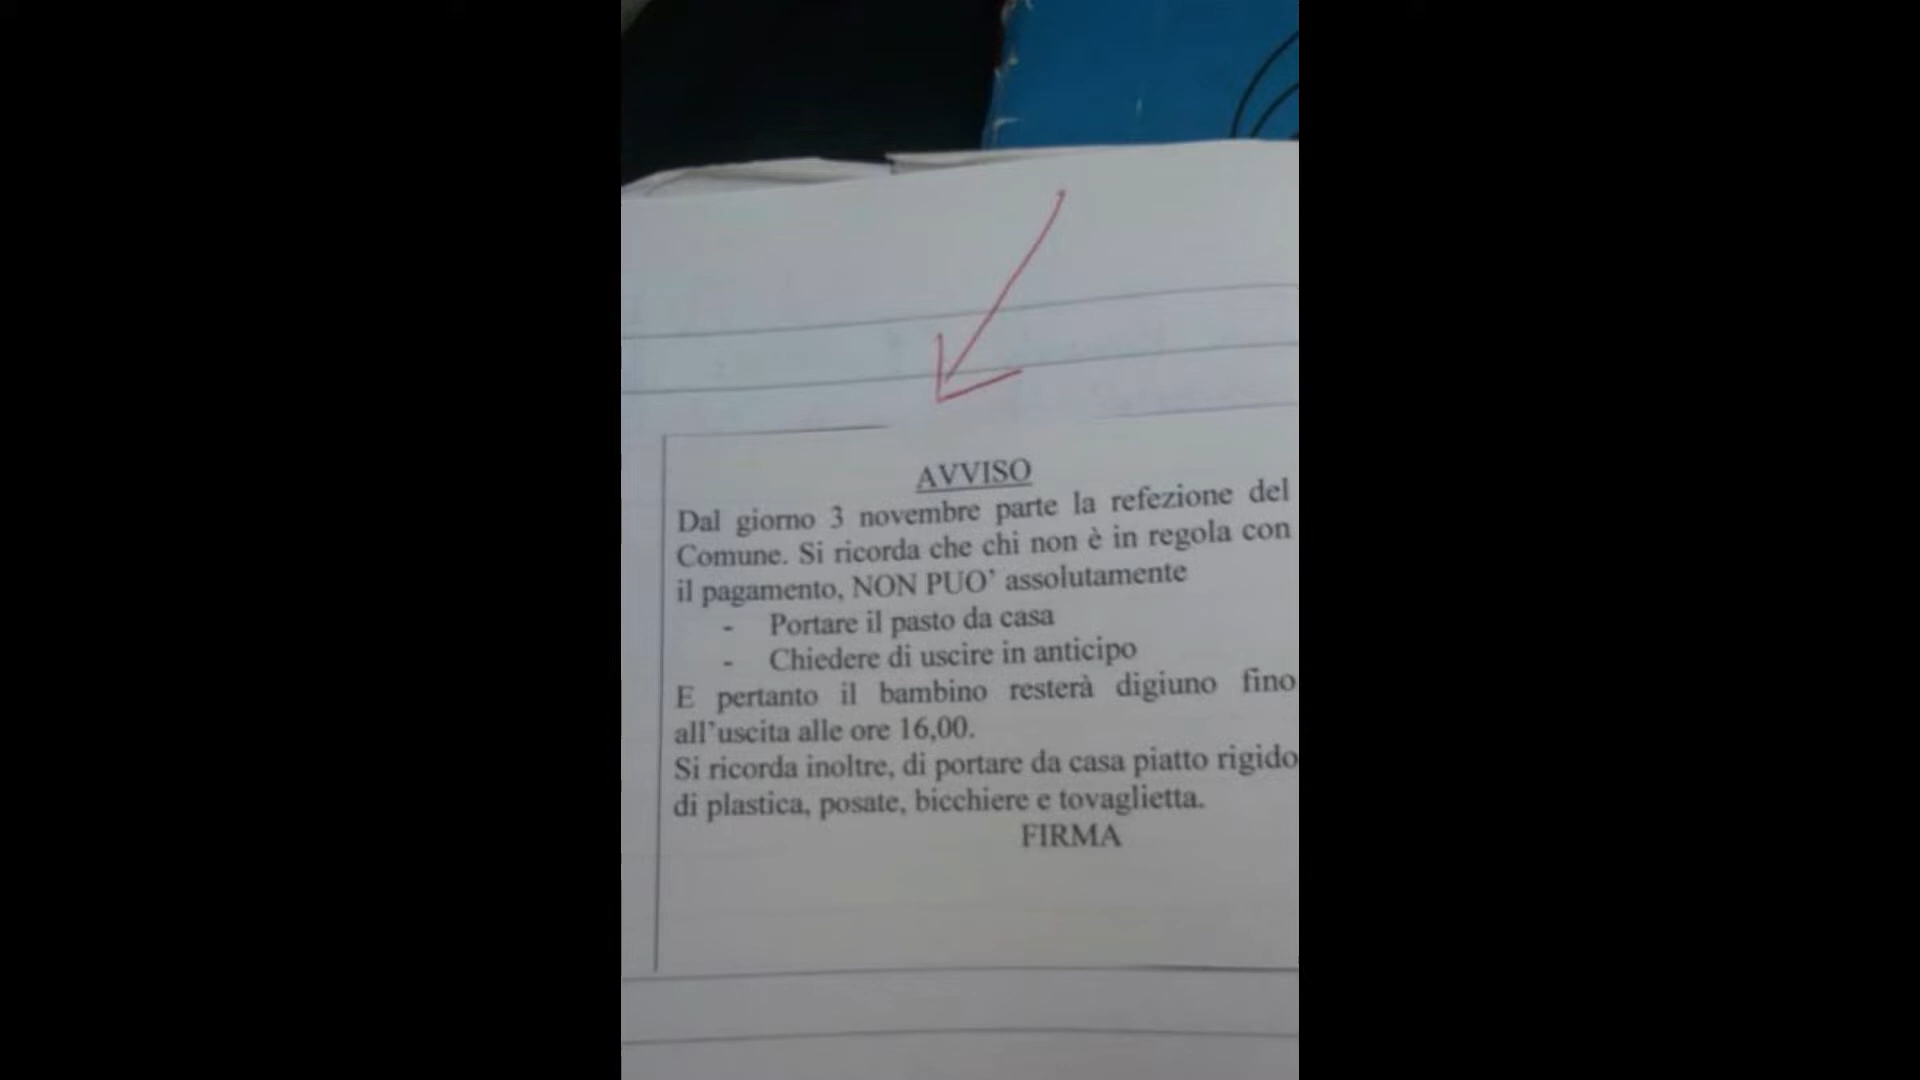 AVVISO
Dal giorno 3 novembre parte la refezione del
Comune. Si ricorda che chi non è in regola con
il pagamento, NON PUO’ assolutamente
- Portare il pasto da casa
- Chiedere di uscire in anticipo
E pertanto il bambino resterà digiuno fino
all’uscita alle ore 16,00.
Si ricorda inoltre, di portare da casa piatto rigido
di plastica, posate, bicchiere e tovaglietta.
FIRMA